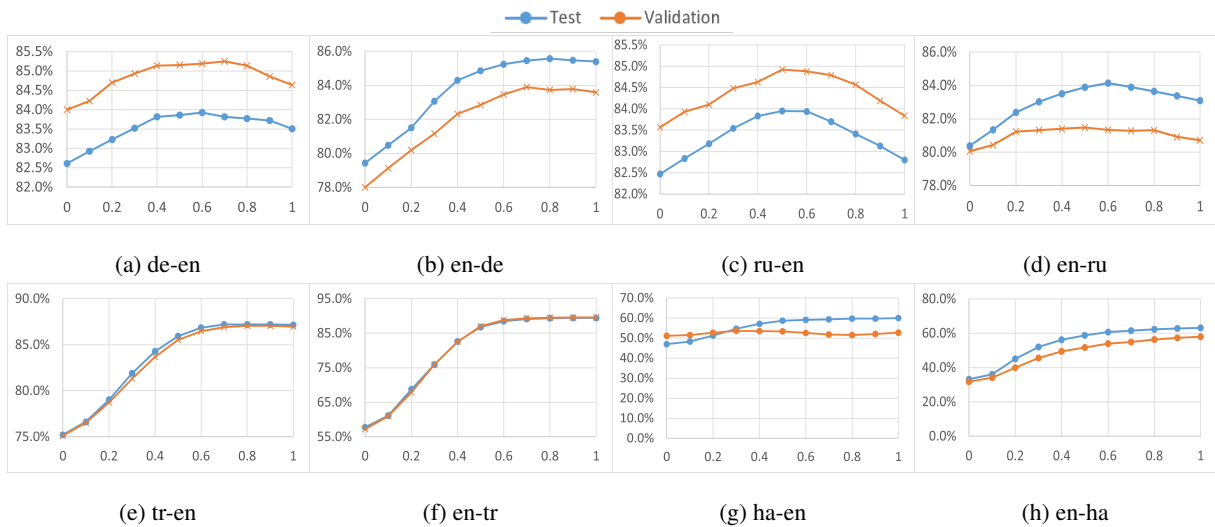 Test Validation
85.5%
85.0%
84.5%
84.0%
83.5%
83.0%
82.5%
82.0%
0 0.2 0.4 0.6 0.8 1
(a) de-en
86.0%
84.0%
82.0%
80.0%
78.0%
0 0.2 0.4 0.6 0.8 1
(b) en-de
85.5%
85.0%
84.5%
84.0%
83.5%
83.0%
82.5%
82.0%
0 0.2 0.4 0.6 0.8 1
(c) ru-en
86.0%
84.0%
82.0%
80.0%
78.0%
0 0.2 0.4 0.6 0.8 1
(d) en-ru
90.0%
85.0%
80.0%
75.0%
0 0.2 0.4 0.6 0.8 1
(e) tr-en
95.0%
85.0%
75.0%
65.0%
55.0%
0 0.2 0.4 0.6 0.8 1
(f) en-tr
70.0%
60.0%
50.0%
40.0%
30.0%
20.0%
10.0%
0.0%
0 0.2 0.4 0.6 0.8 1
(g) ha-en
80.0%
60.0%
40.0%
20.0%
0.0%
0 0.2 0.4 0.6 0.8 1
(h) en-ha